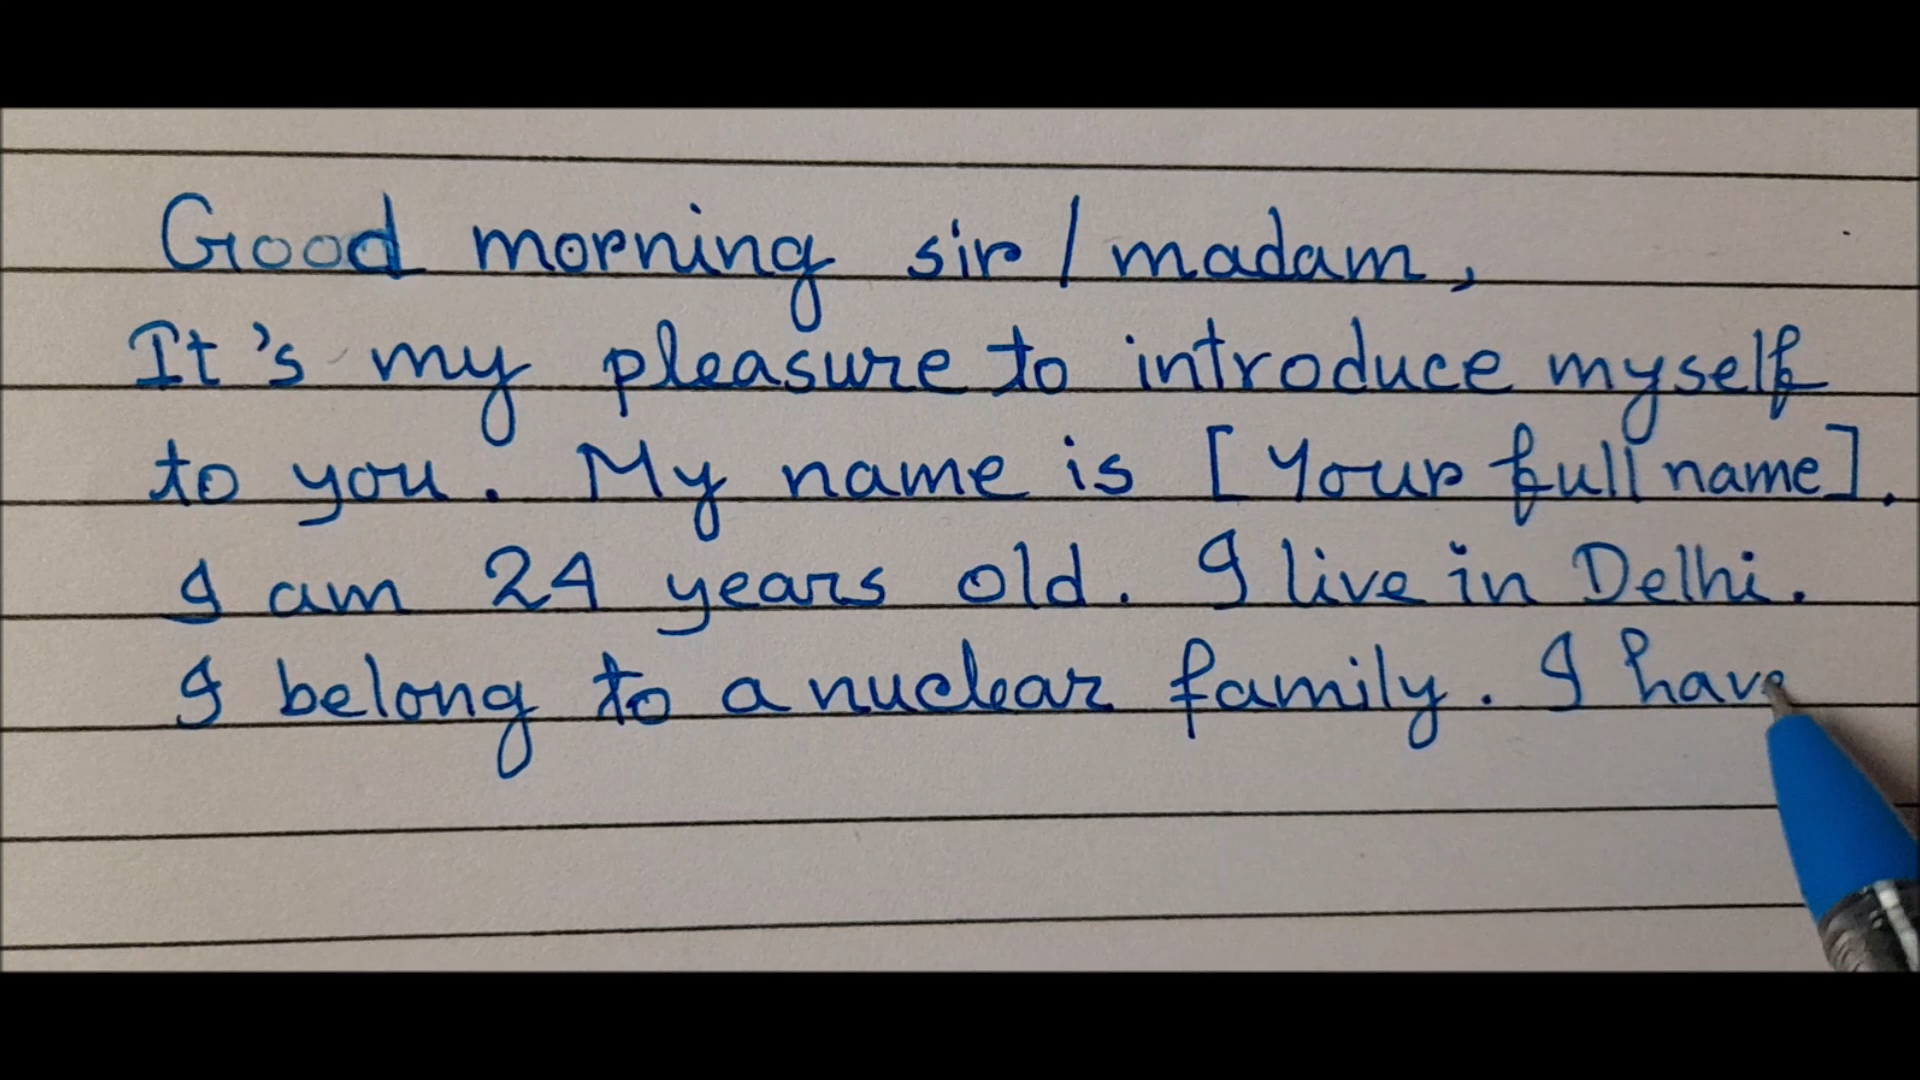 Good morning sir / madam,
It's my pleasure to introduce myself
to you. My name is [Your full name].
I am 24 years old. I live in Delhi.
I belong to a nuclear family. I have